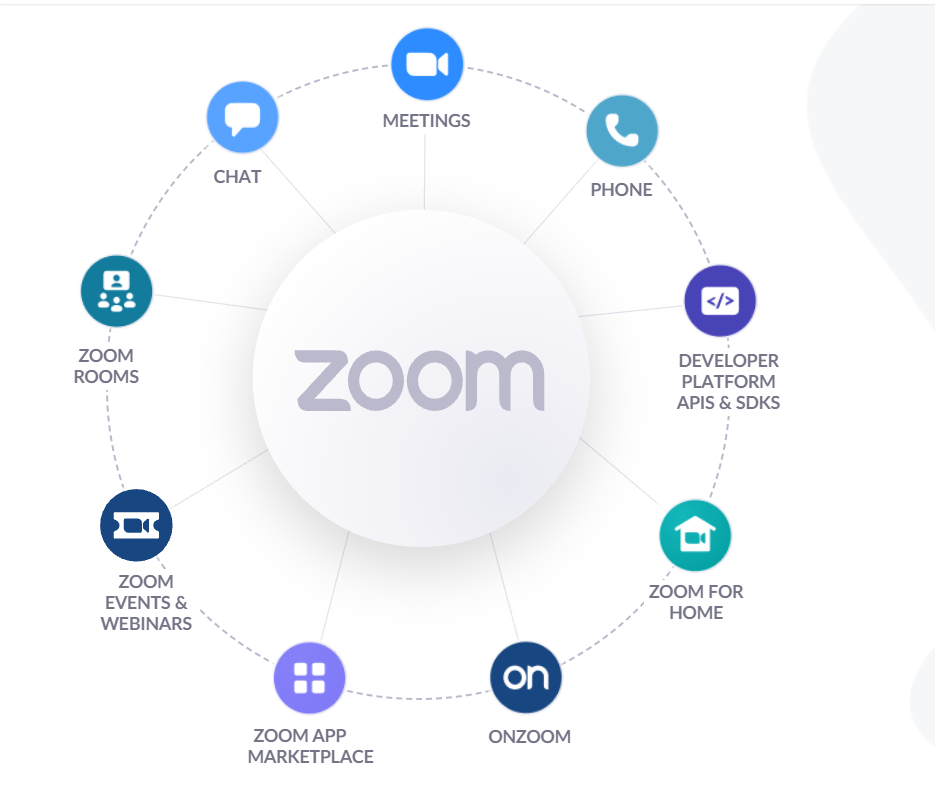 MEETINGS
CHAT
PHONE
</>
ZOOM
ROOMS
zoom
DEVELOPER
PLATFORM
APIS & SDKS
ZOOM
EVENTS &
WEBINARS
ZOOM FOR
HOME
on
ZOOM APP
MARKETPLACE
ONZOOM